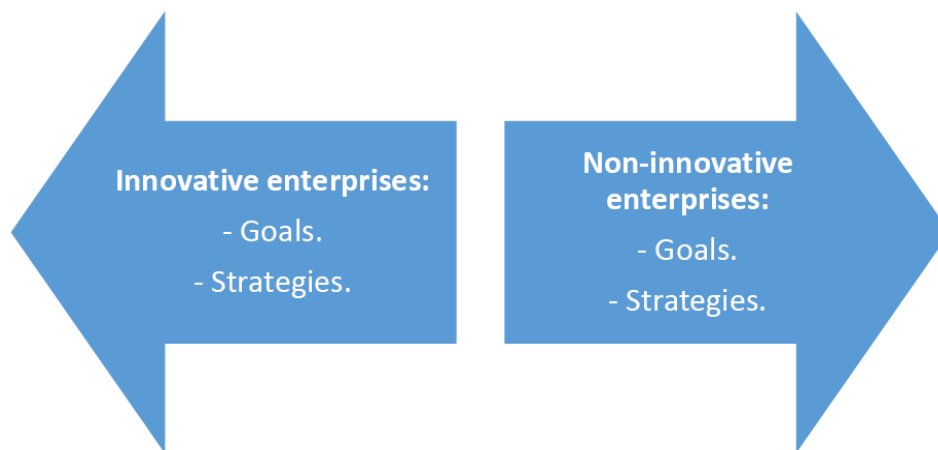 Innovative enterprises:
- Goals.
- Strategies.
Non-innovative
enterprises:
- Goals.
- Strategies.